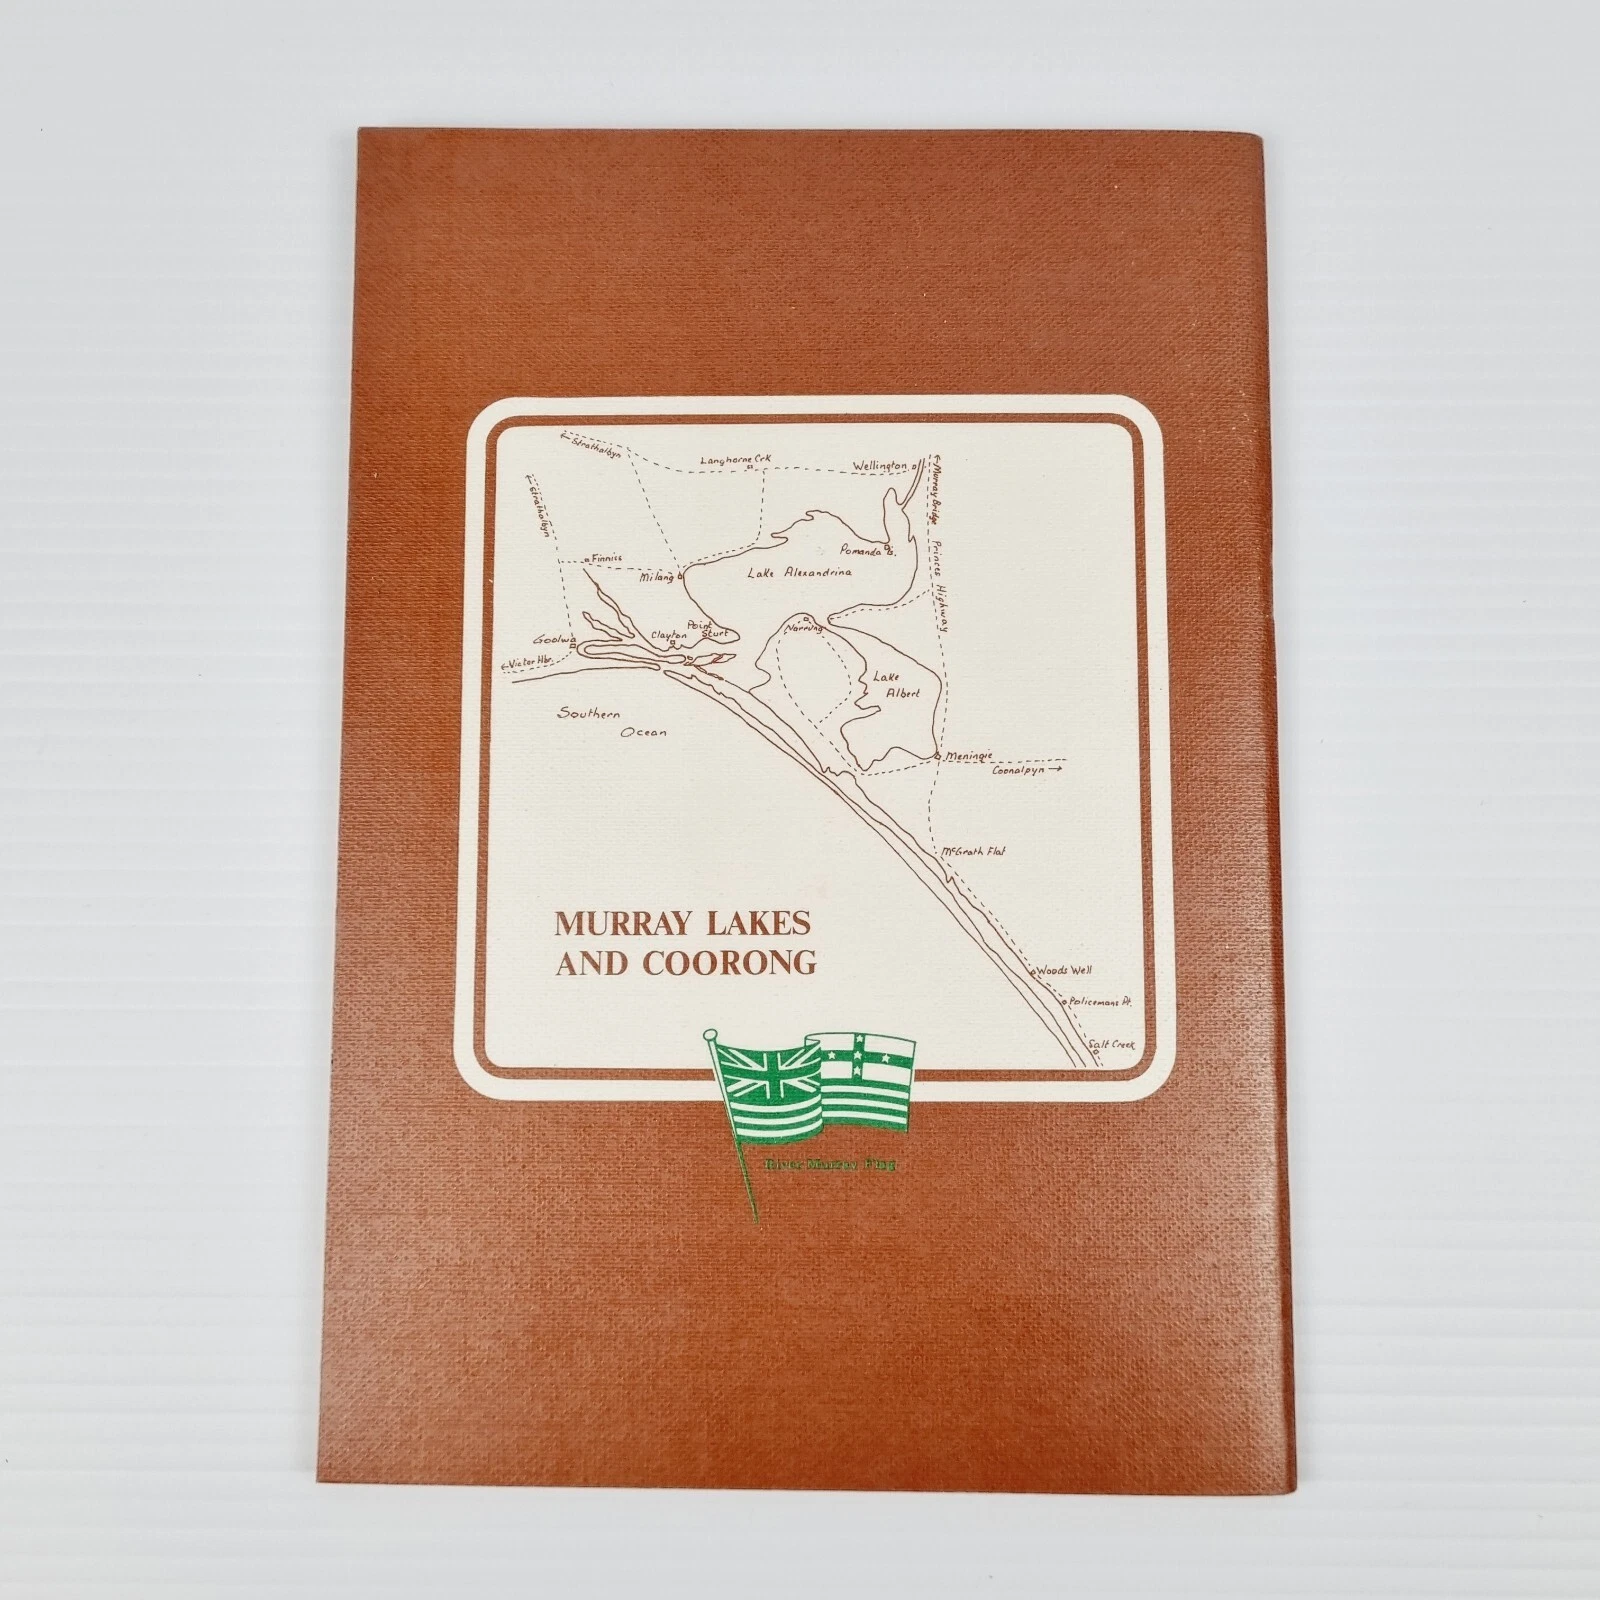 ←Strathalbyn
Langhorne Crk
Wellington
←Murray Bridge
←Strathalbyn
Princes Highway
Pomanda Is.
Finniss
Milang
Lake Alexandrina
Point
Sturt
Clayton
Narrung
Goolwa
←Victor Hbr.
Lake
Albert
Southern
Ocean
Meningie
Coonalpyn →
McGrath Flat
MURRAY LAKES
AND COORONG
Woods Well
Policemans Pt.
Salt Creek
River Murray Flag